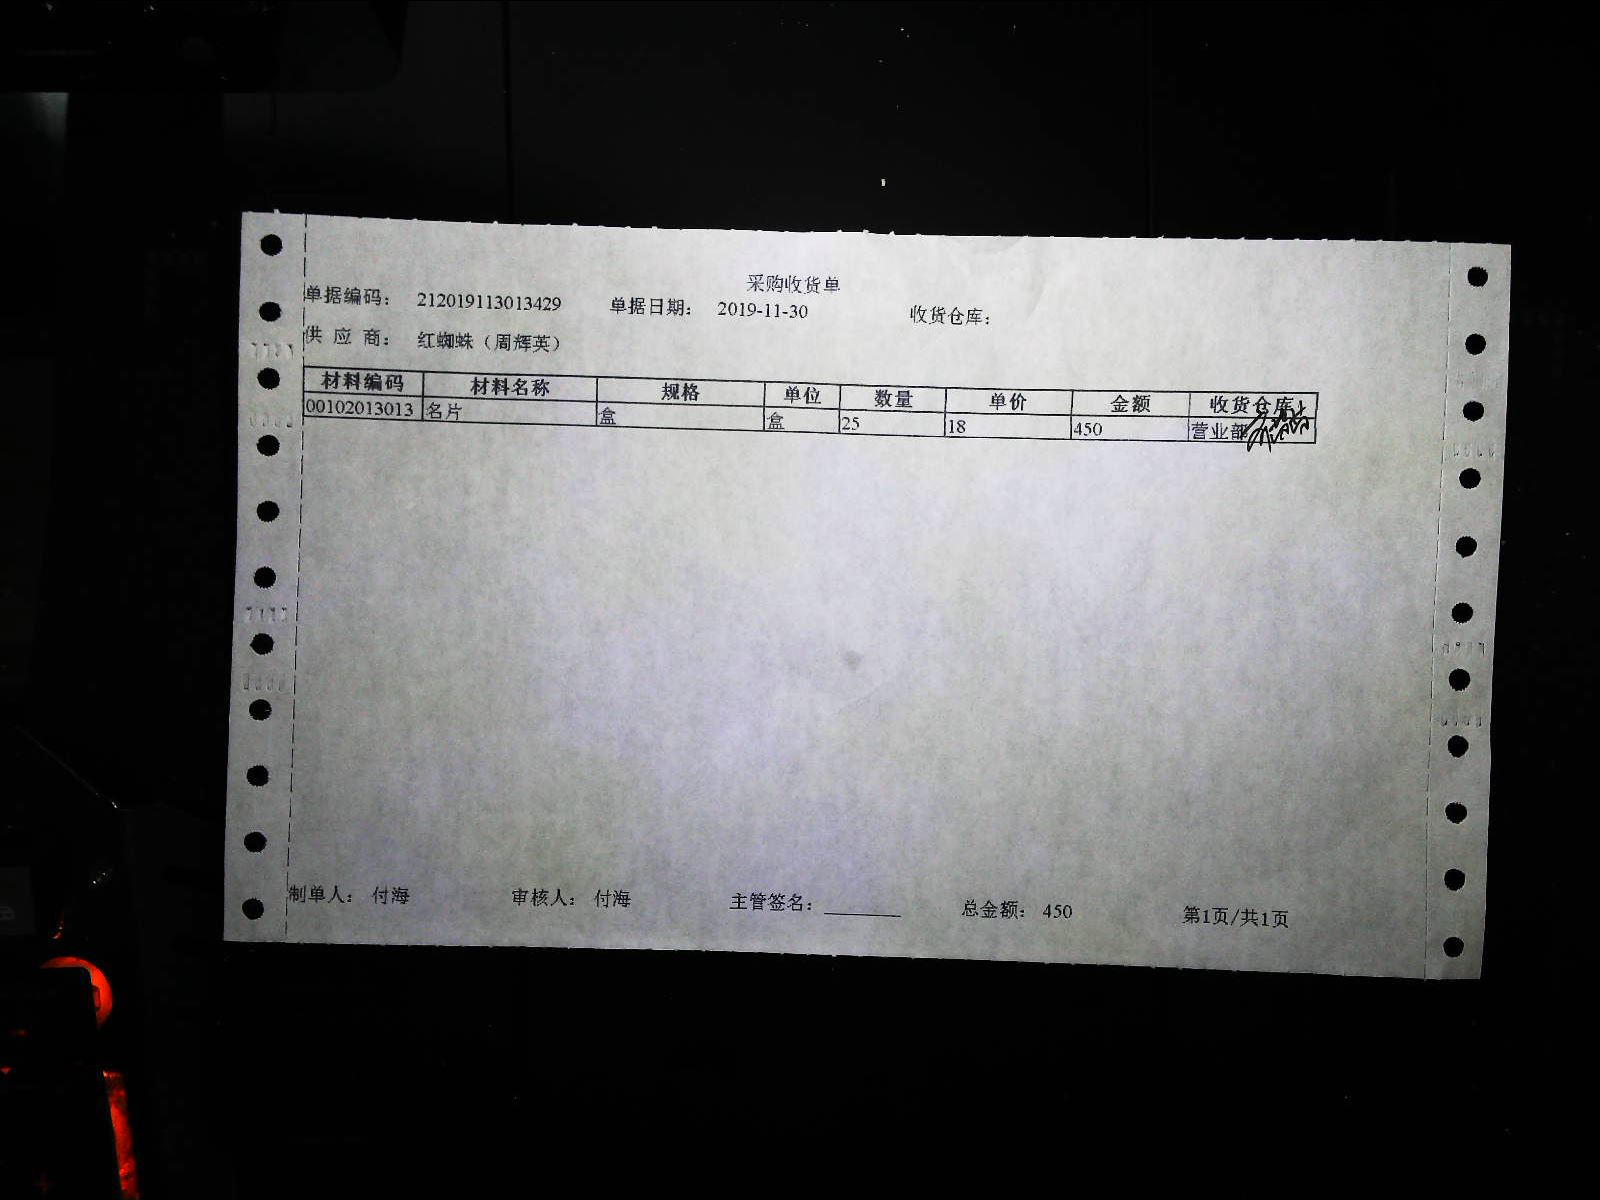 采购收货单
单据编码： 212019113013429 单据日期： 2019-11-30 收货仓库：
供 应 商： 红蜘蛛（周辉英）
材料编码 材料名称 规格 单位 数量 单价 金额 收货仓库
00102013013 名片 盒 盒 25 18 450 营业部
制单人： 付海 审核人： 付海 主管签名：________ 总金额： 450 第1页/共1页